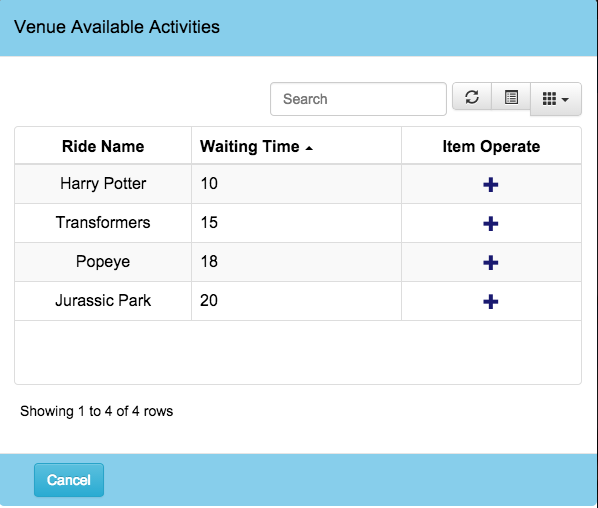 Venue Available Activities
Search
Ride Name Waiting Time Item Operate
Harry Potter 10
Transformers 15
Popeye 18
Jurassic Park 20
Showing 1 to 4 of 4 rows
Cancel